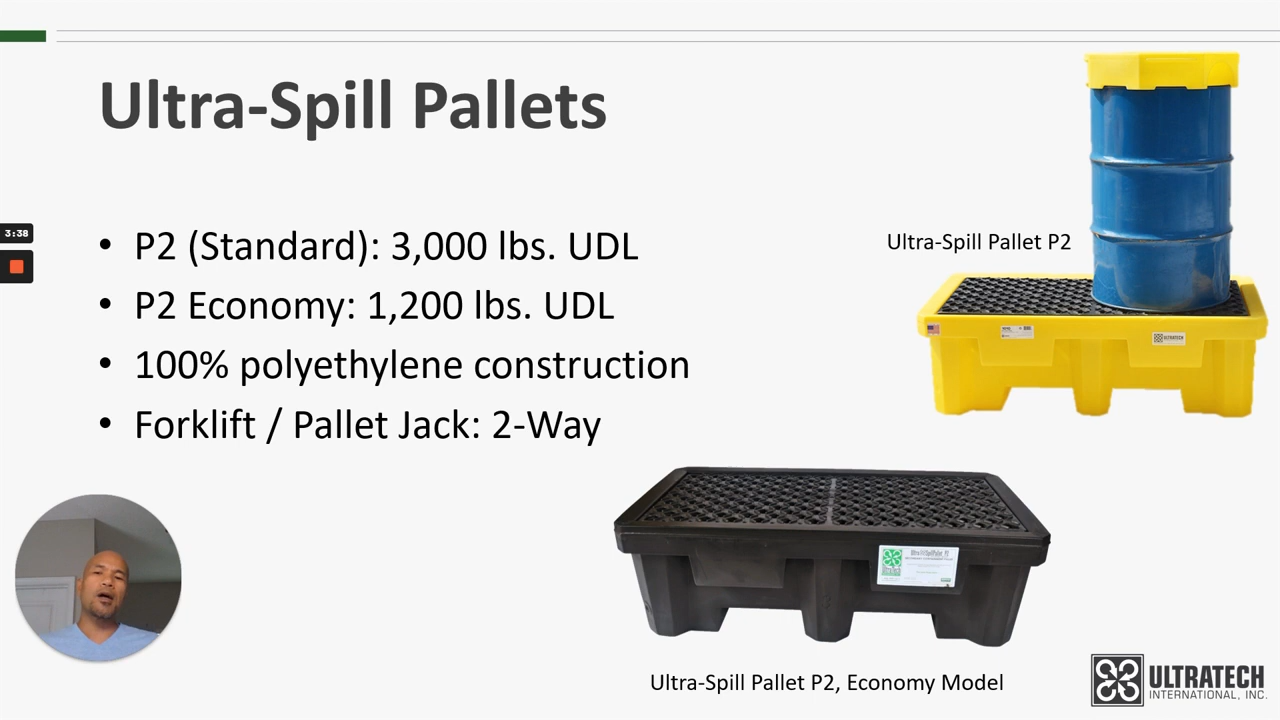 Ultra-Spill Pallets
3:38
• P2 (Standard): 3,000 lbs. UDL
• P2 Economy: 1,200 lbs. UDL
• 100% polyethylene construction
• Forklift / Pallet Jack: 2-Way
Ultra-Spill Pallet P2
Ultra-Spill Pallet P2, Economy Model
ULTRATECH
INTERNATIONAL, INC.